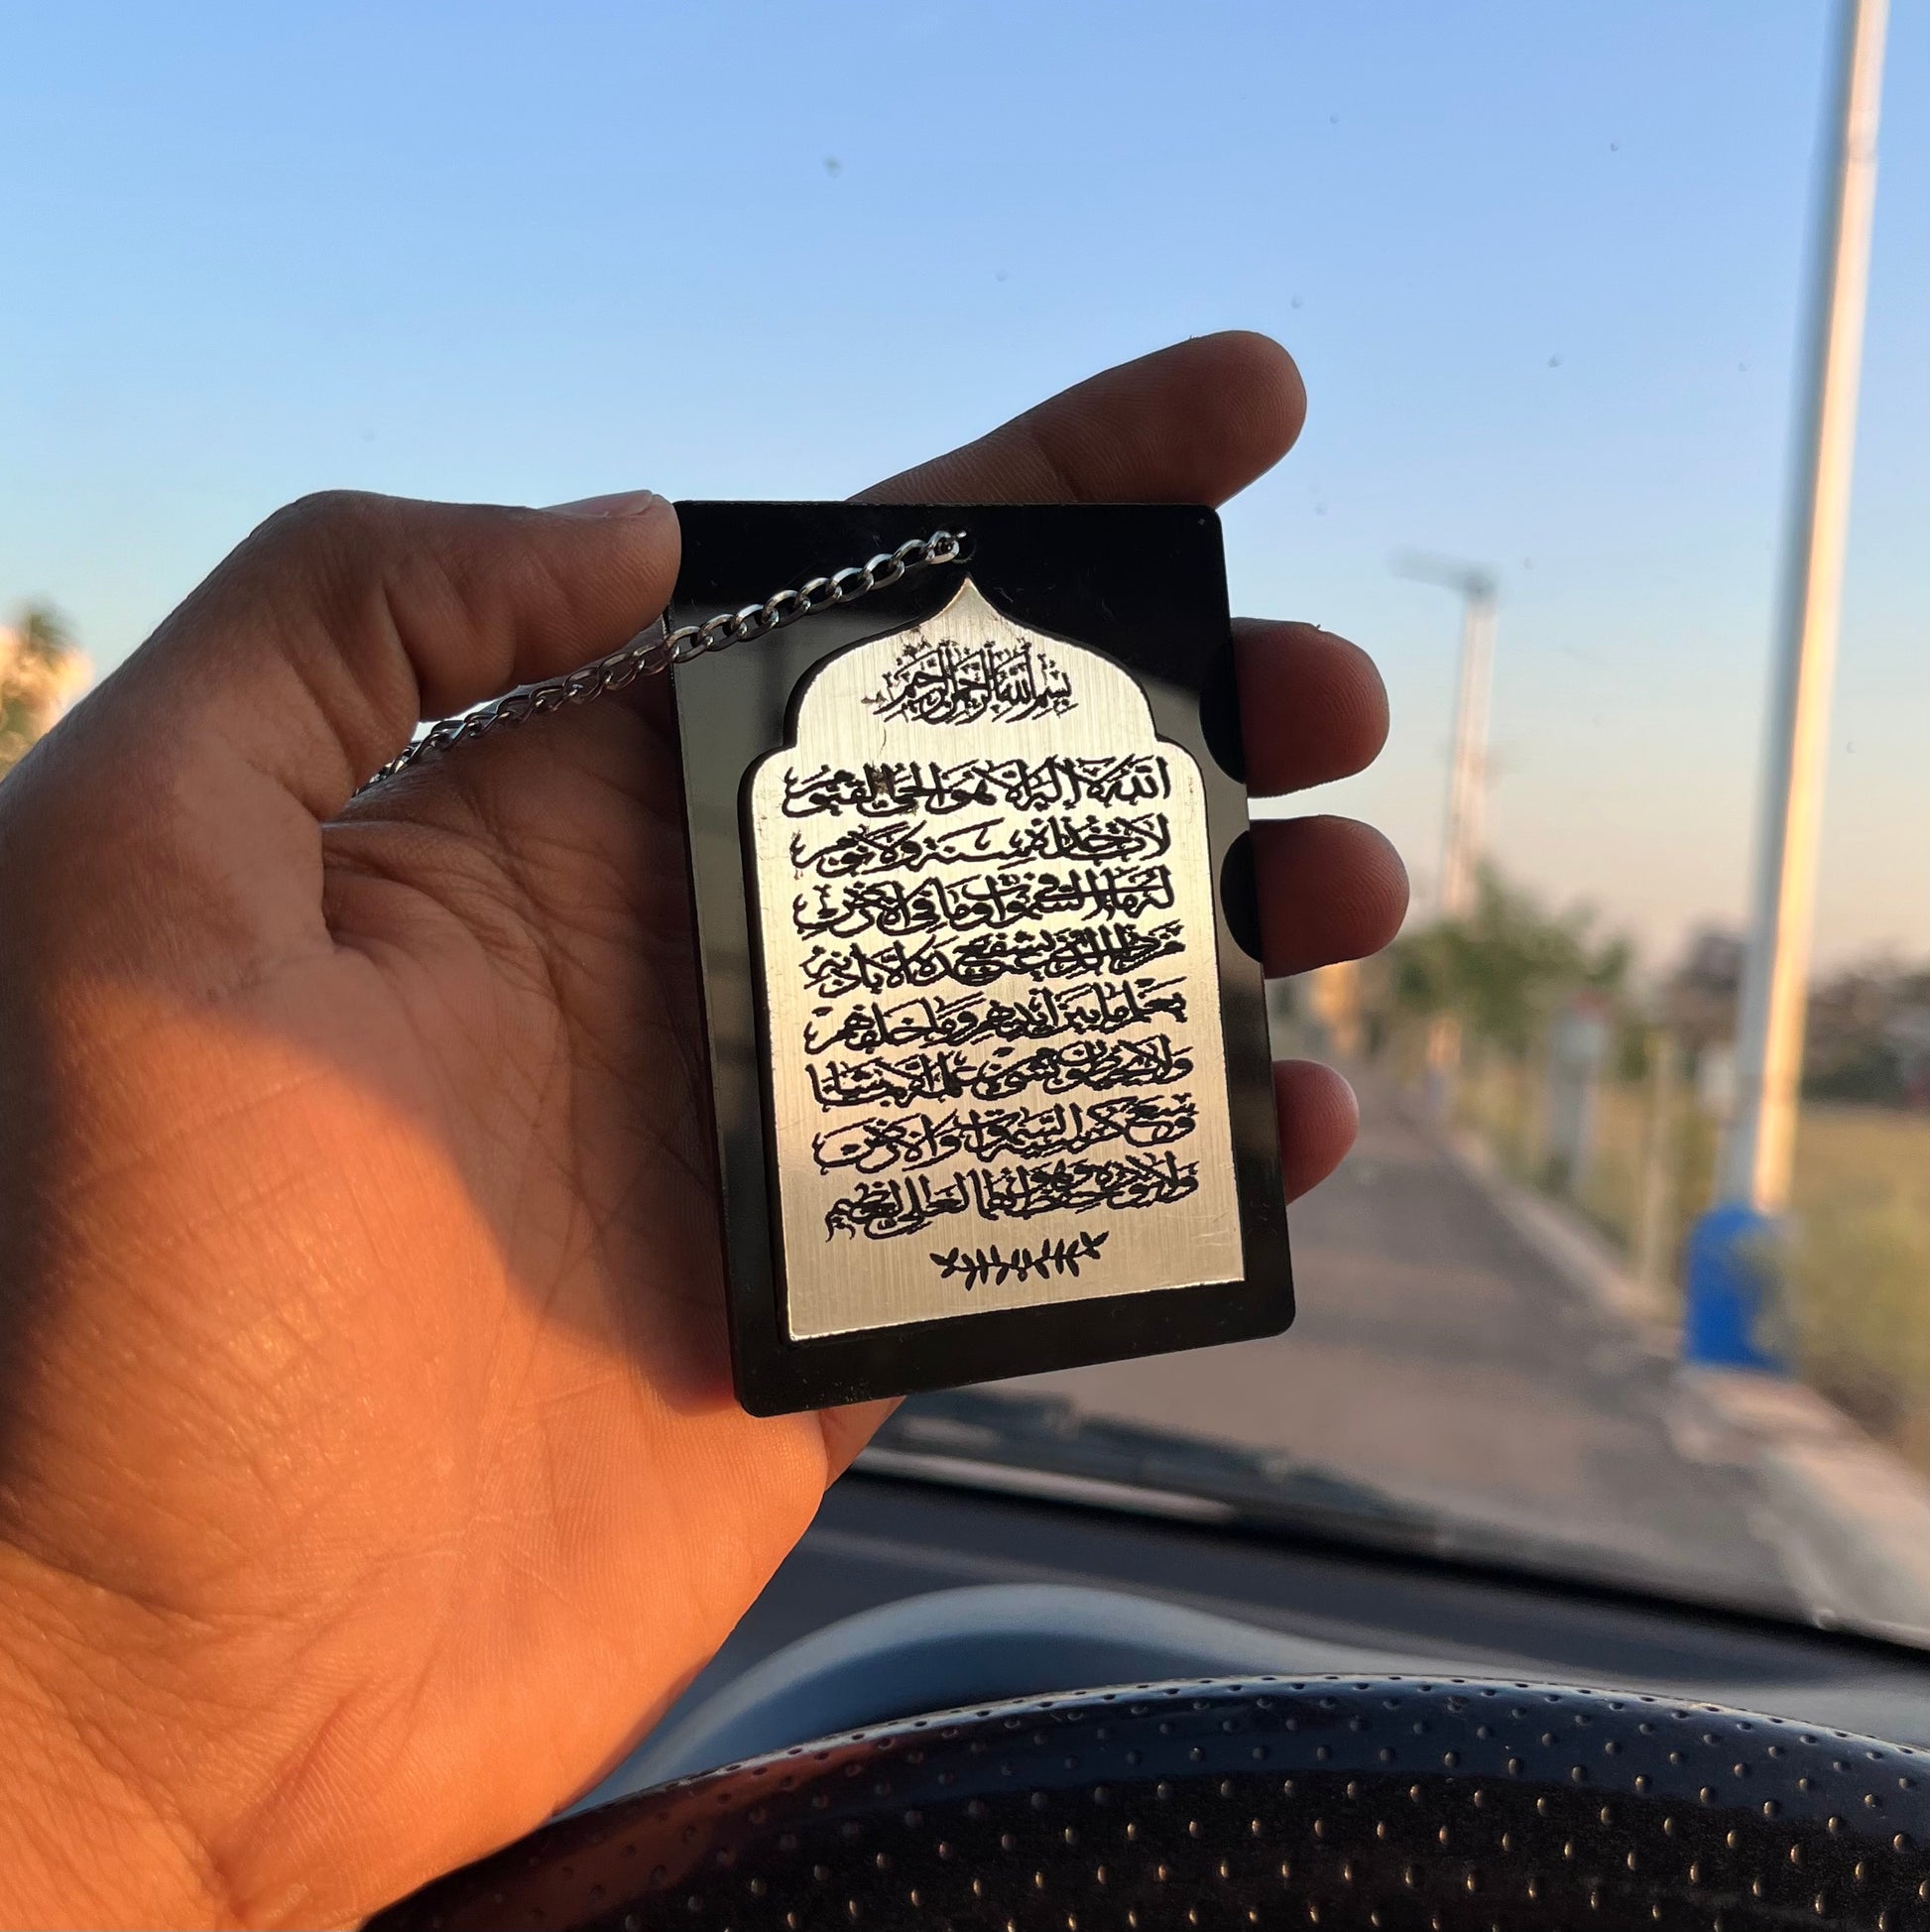 بسم الله الرحمن الرحيم
الله لا إله إلا هو الحي القيوم
لا تأخذه سنة ولا نوم
له ما في السموات وما في الأرض
من ذا الذي يشفع عنده إلا بإذنه
يعلم ما بين أيديهم وما خلفهم
ولا يحيطون بشيء من علمه إلا بما شاء
وسع كرسيه السموات والأرض
ولا يئوده حفظهما وهو العلي العظيم